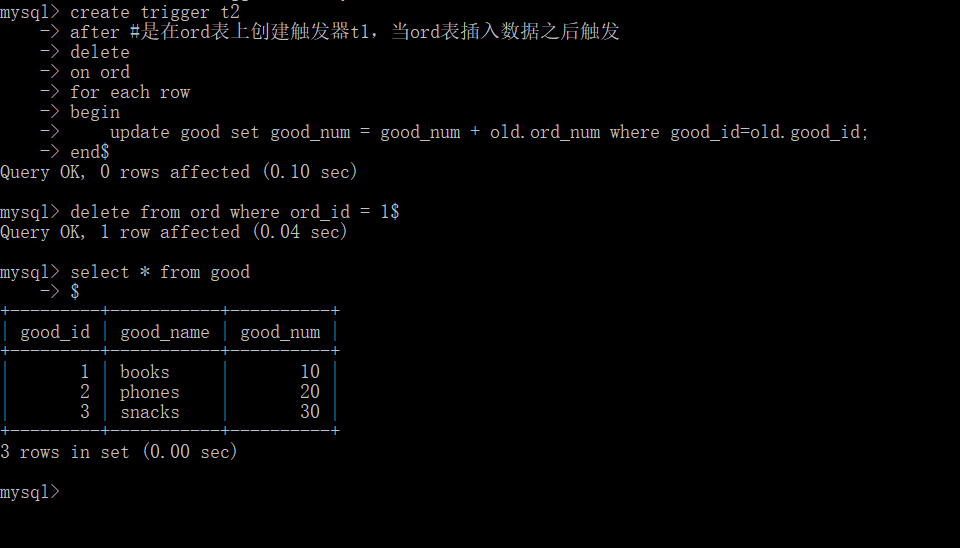 mysql> create trigger t2
    -> after #是在ord表上创建触发器t1，当ord表插入数据之后触发
    -> delete
    -> on ord
    -> for each row
    -> begin
    ->     update good set good_num = good_num + old.ord_num where good_id=old.good_id;
    -> end$
Query OK, 0 rows affected (0.10 sec)
mysql> delete from ord where ord_id = 1$
Query OK, 1 row affected (0.04 sec)
mysql> select * from good
    -> $
+---------+-----------+----------+
| good_id | good_name | good_num |
+---------+-----------+----------+
|       1 | books     |       10 |
|       2 | phones    |       20 |
|       3 | snacks    |       30 |
+---------+-----------+----------+
3 rows in set (0.00 sec)
mysql>